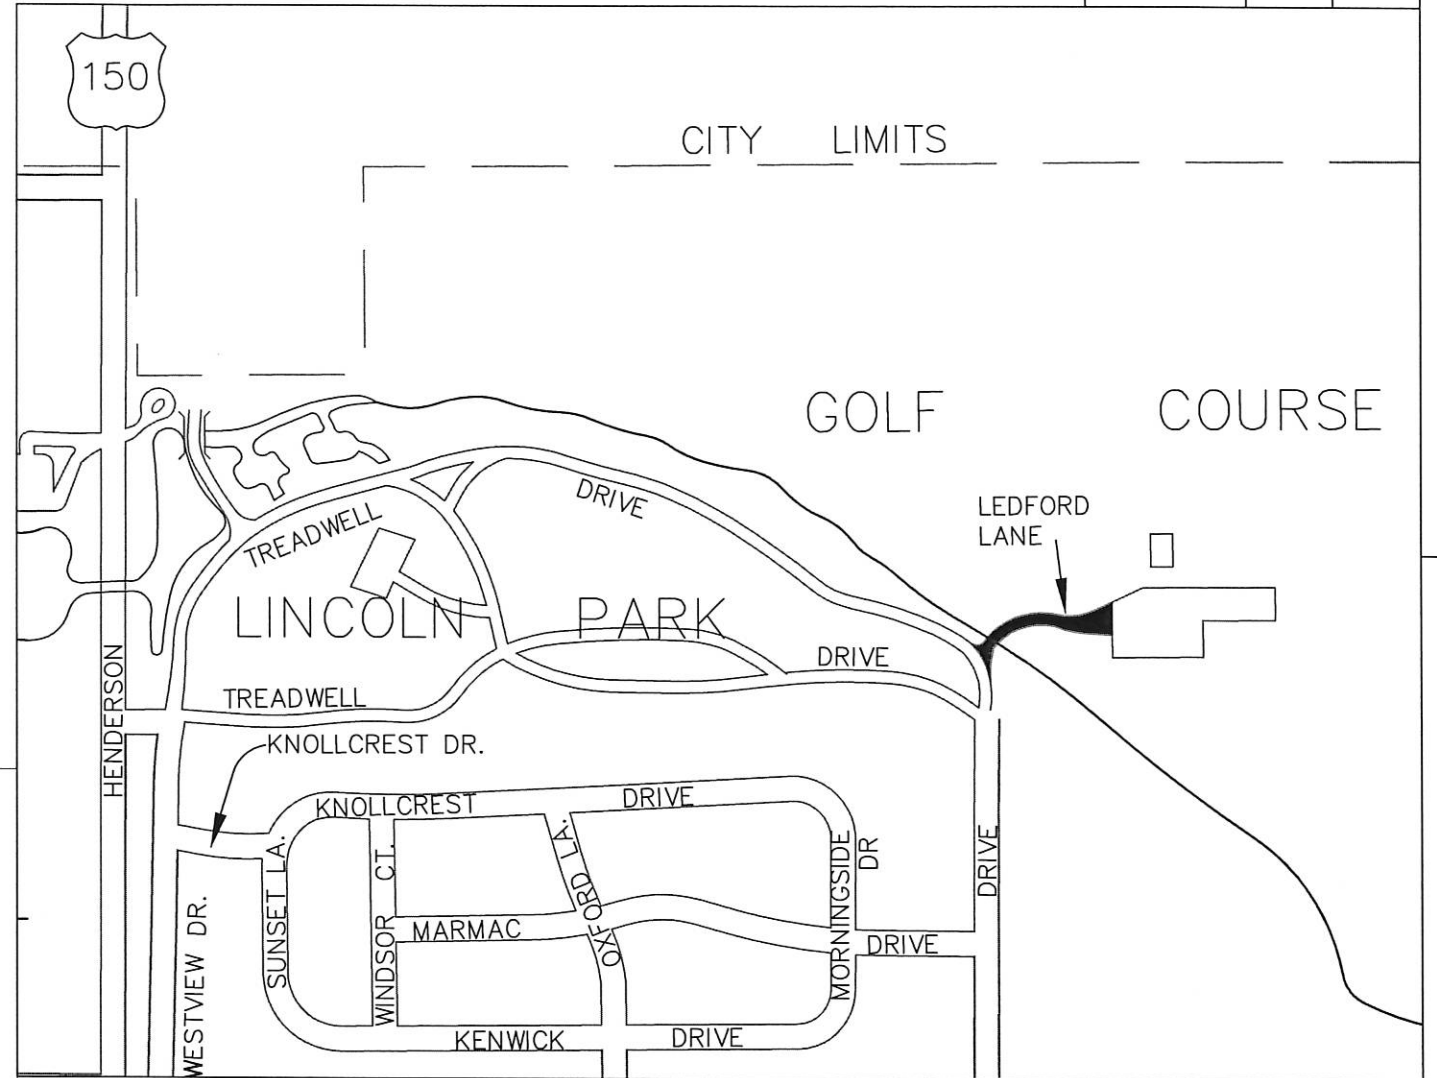 150
CITY LIMITS
GOLF COURSE
DRIVE
LEDFORD
LANE
TREADWELL
LINCOLN PARK
DRIVE
HENDERSON
TREADWELL
KNOLLCREST DR.
KNOLLCREST DRIVE
SUNSET LA.
WINDSOR CT.
OXFORD LA.
MORNINGSIDE
DR
DRIVE
WESTVIEW DR.
MARMAC DRIVE
KENWICK DRIVE